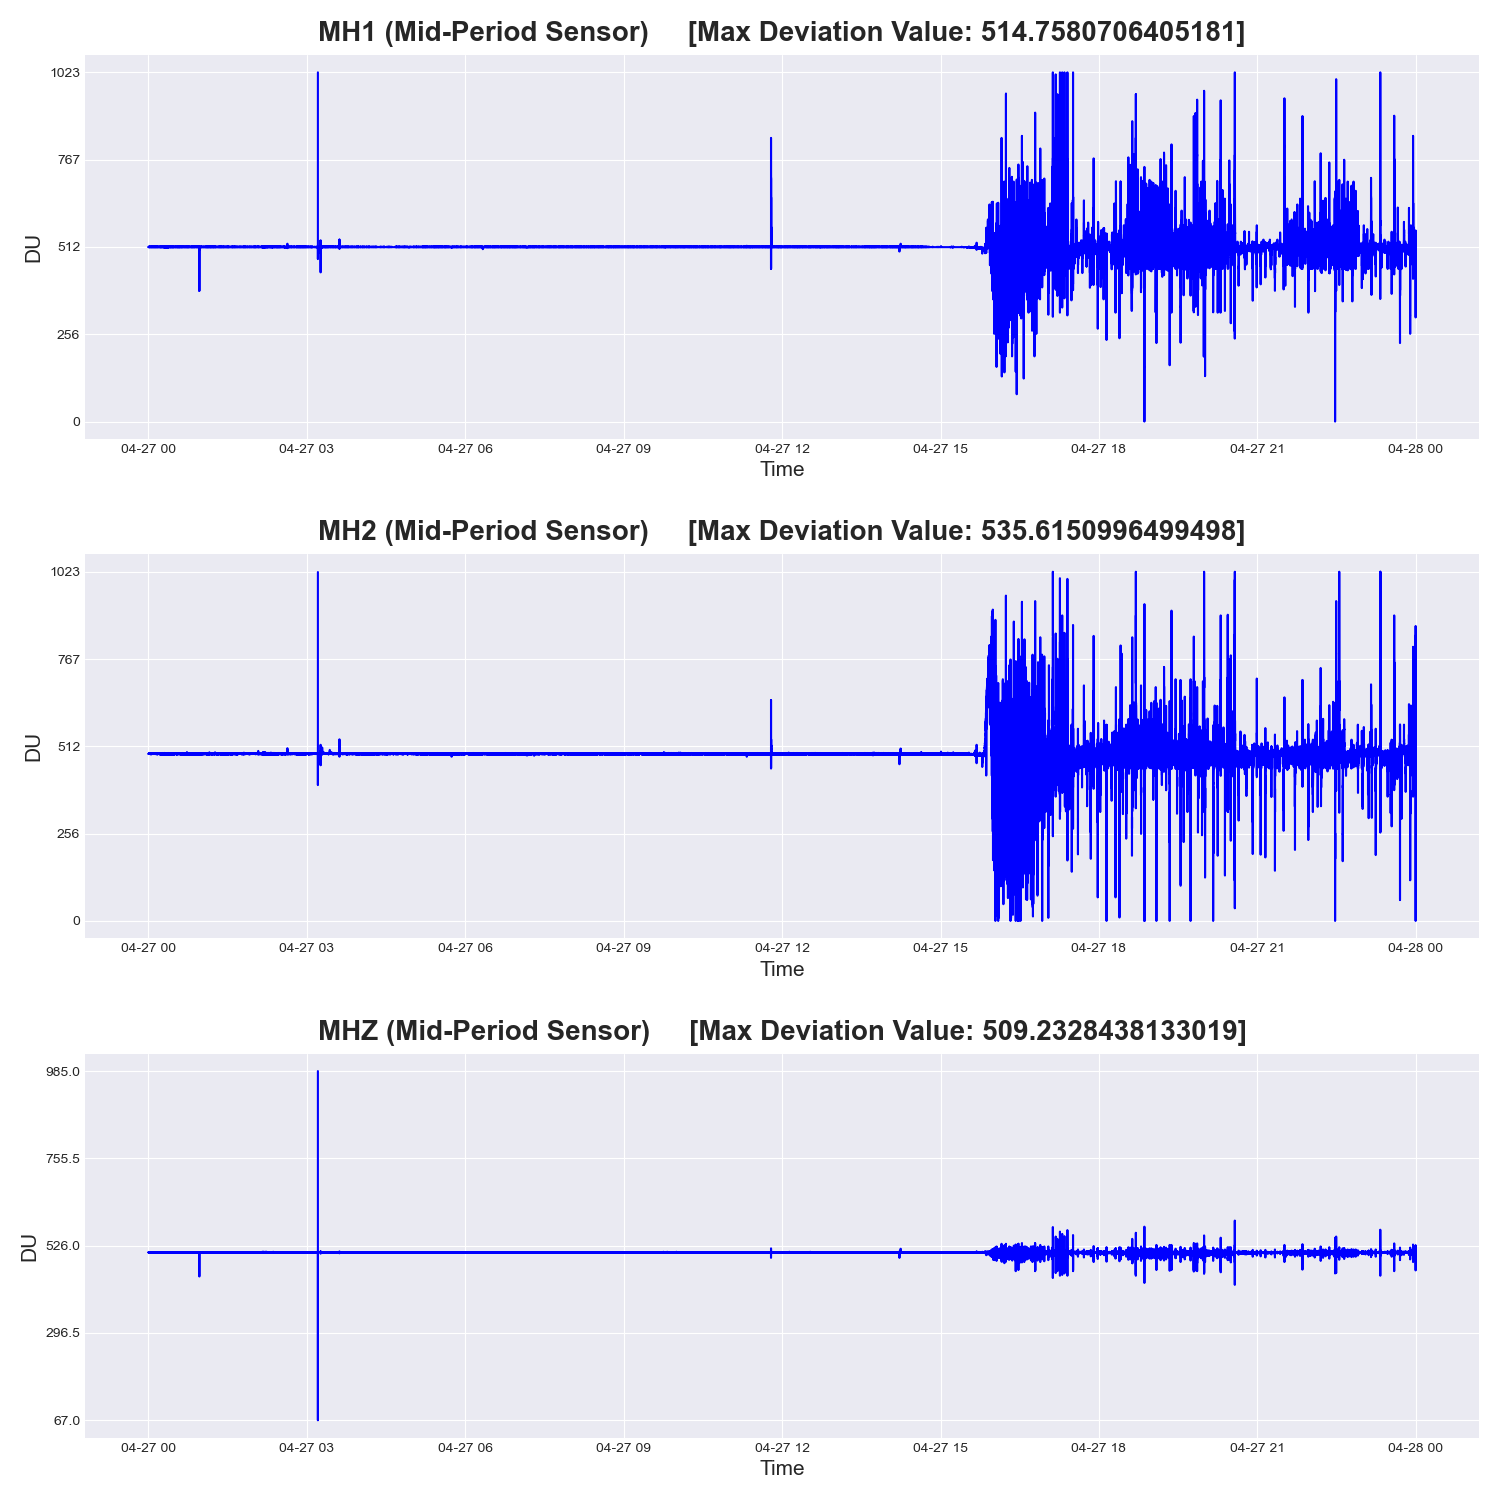 MH1 (Mid-Period Sensor) [Max Deviation Value: 514.7580706405181]
1023
767
512
256
0
DU
04-27 00 04-27 03 04-27 06 04-27 09 04-27 12 04-27 15 04-27 18 04-27 21 04-28 00
Time
MH2 (Mid-Period Sensor) [Max Deviation Value: 535.6150996499498]
1023
767
512
256
0
DU
04-27 00 04-27 03 04-27 06 04-27 09 04-27 12 04-27 15 04-27 18 04-27 21 04-28 00
Time
MHZ (Mid-Period Sensor) [Max Deviation Value: 509.2328438133019]
985.0
755.5
526.0
296.5
67.0
DU
04-27 00 04-27 03 04-27 06 04-27 09 04-27 12 04-27 15 04-27 18 04-27 21 04-28 00
Time